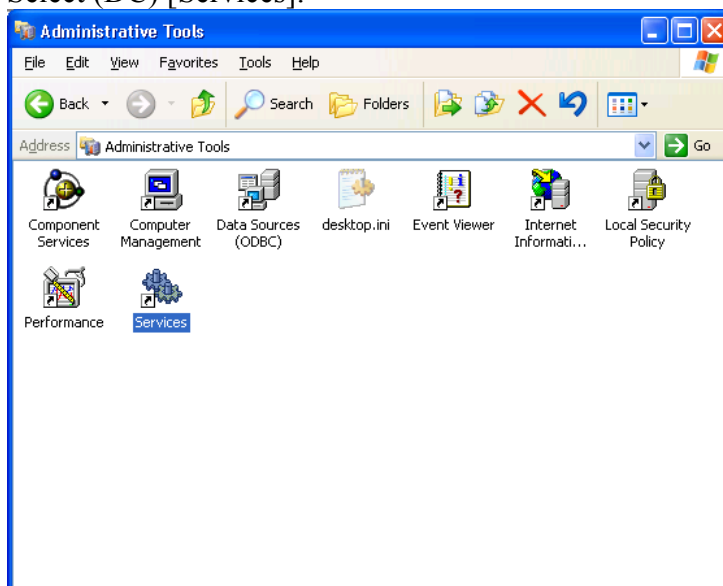 Select (DC) [Services].
Administrative Tools
File Edit View Favorites Tools Help
Back Search Folders
Address Administrative Tools Go
Component Services Computer Management Data Sources (ODBC) desktop.ini Event Viewer Internet Informati... Local Security Policy
Performance Services